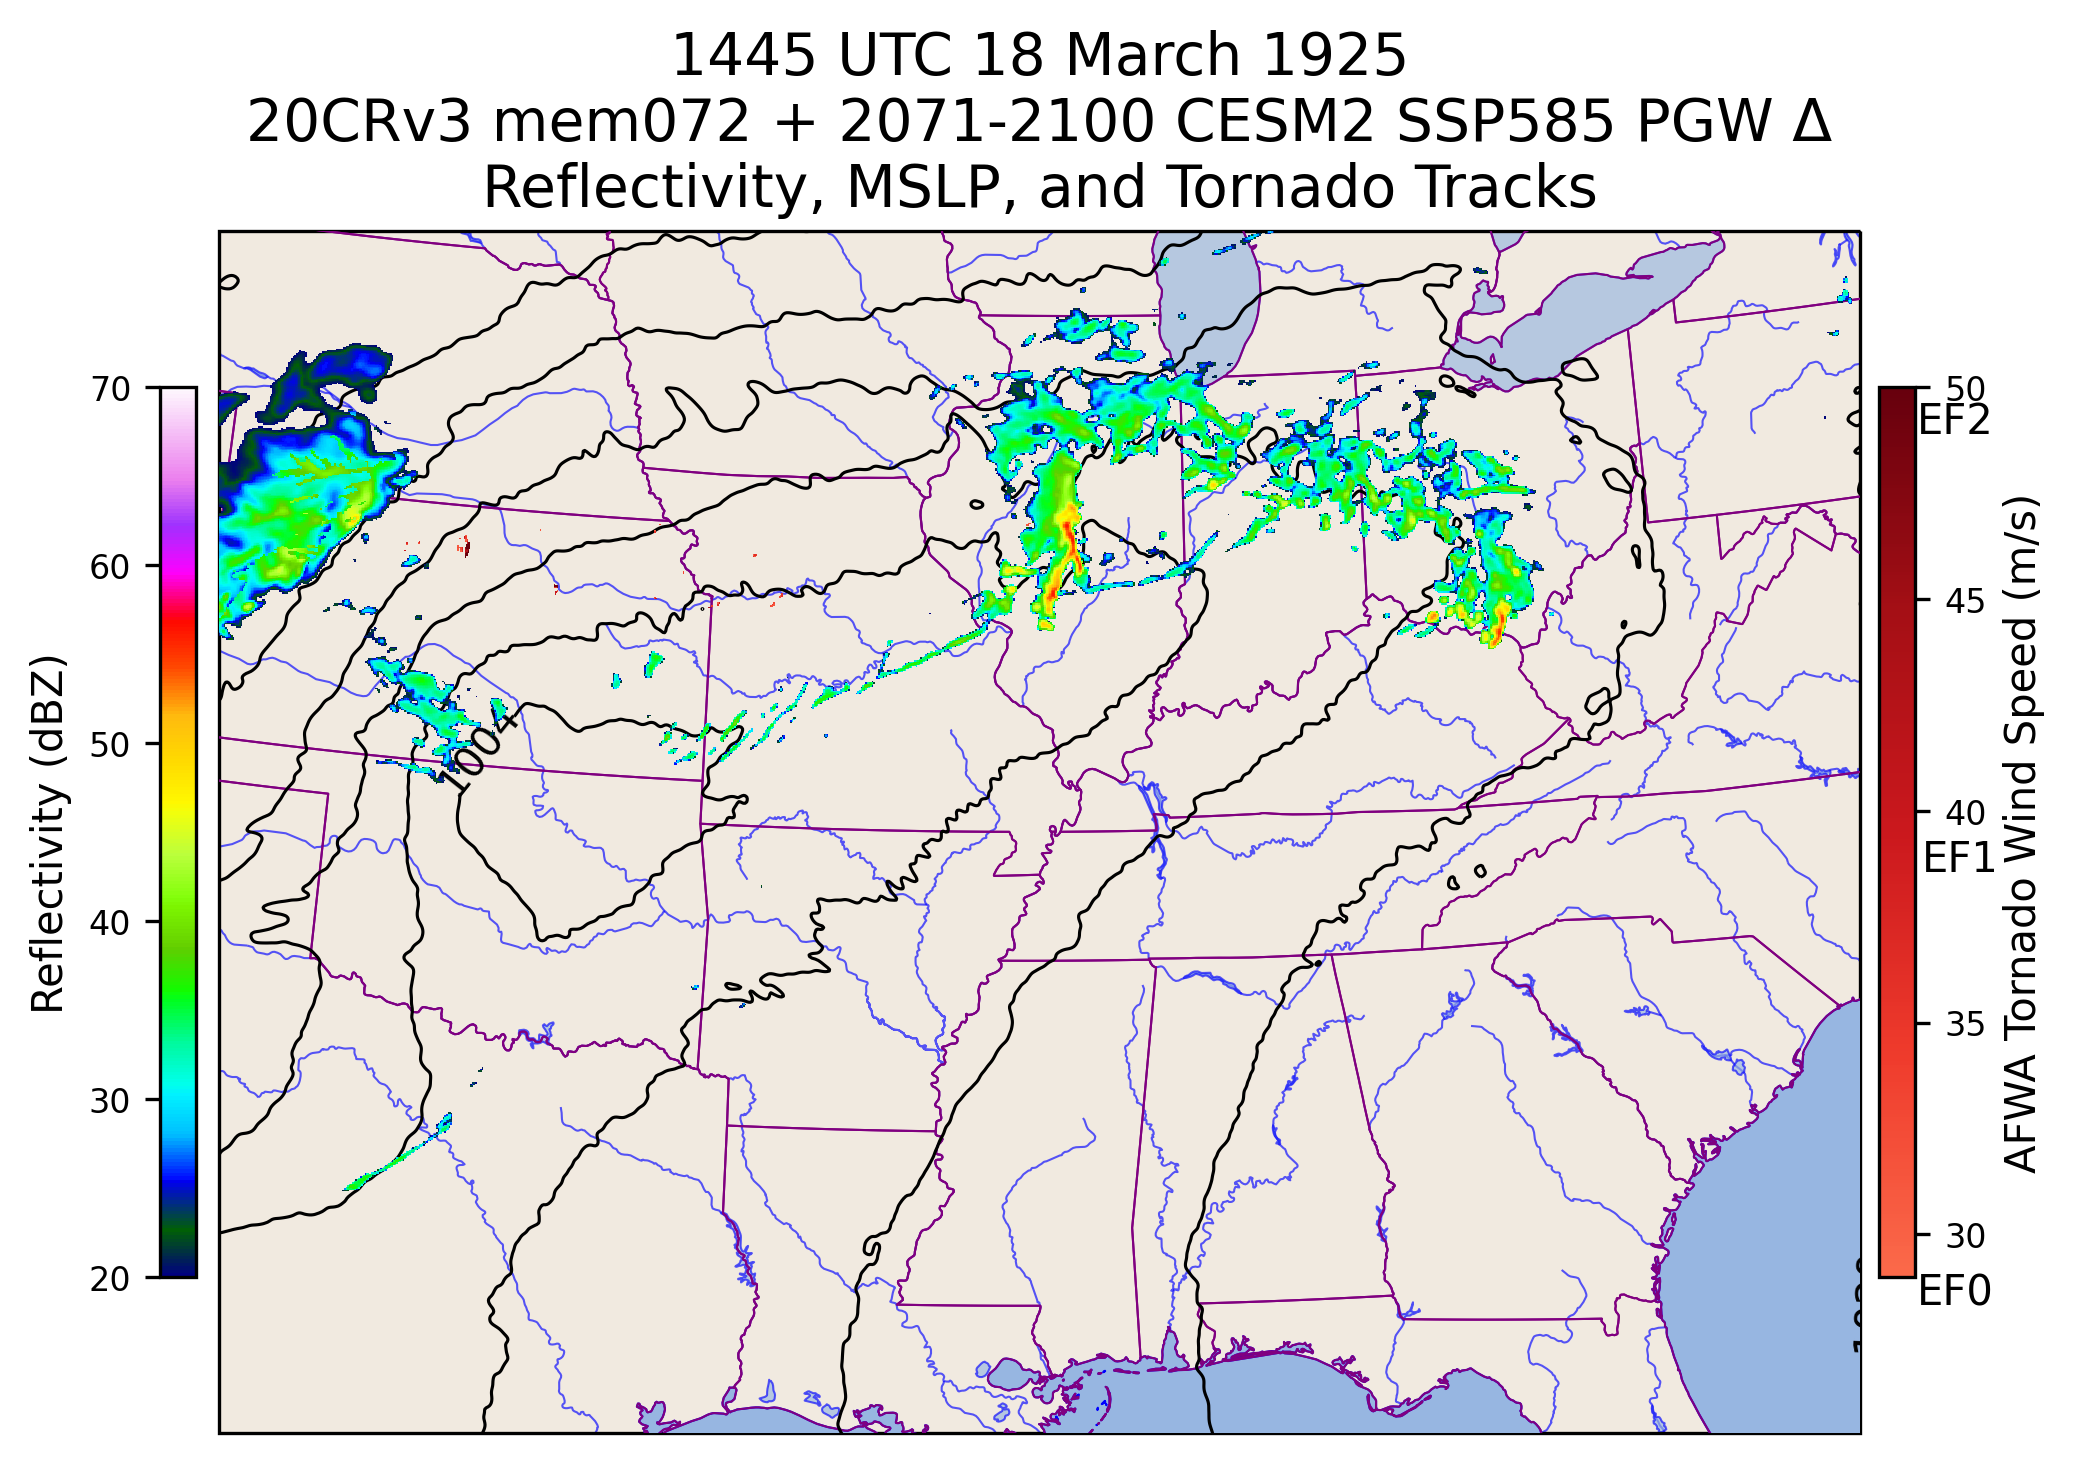 1445 UTC 18 March 1925
20CRv3 mem072 + 2071-2100 CESM2 SSP585 PGW Δ
Reflectivity, MSLP, and Tornado Tracks
Reflectivity (dBZ)
70
60
50
40
30
20
1004
50
EF2
45
40
EF1
35
30
EF0
AFWA Tornado Wind Speed (m/s)